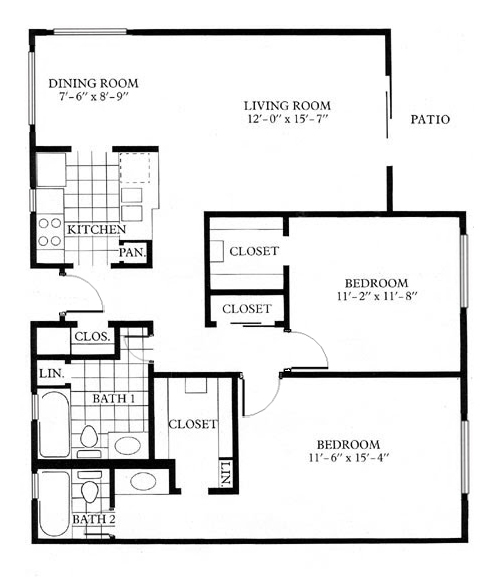 DINING ROOM
7'-6" x 8'-9"
LIVING ROOM
12'-0" x 15'-7"
PATIO
KITCHEN
PAN.
CLOSET
BEDROOM
11'-2" x 11'-8"
CLOSET
CLOS.
LIN.
BATH 1
CLOSET
BEDROOM
11'-6" x 15'-4"
LIN.
BATH 2